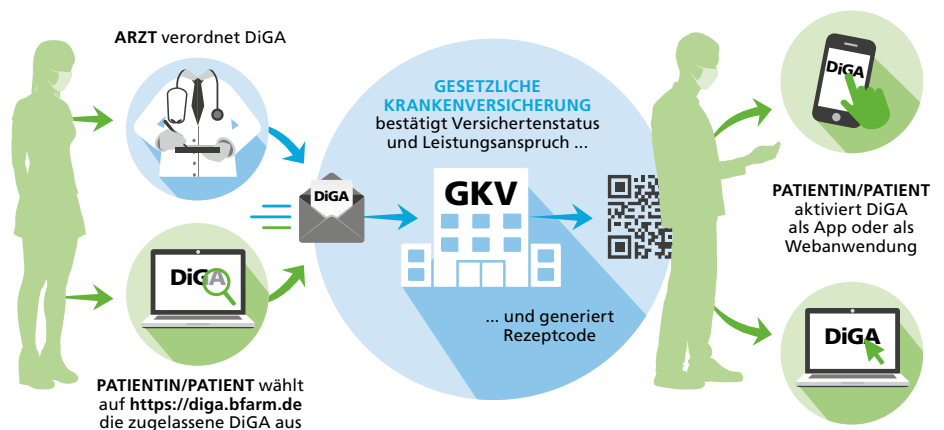 ARZT verordnet DiGA
DiGA
PATIENTIN/PATIENT wählt
auf https://diga.bfarm.de
die zugelassene DiGA aus
DiGA
GESETZLICHE
KRANKENVERSICHERUNG
bestätigt Versichertenstatus
und Leistungsanspruch ...
GKV
... und generiert
Rezeptcode
DiGA
PATIENTIN/PATIENT
aktiviert DiGA
als App oder als
Webanwendung
DiGA